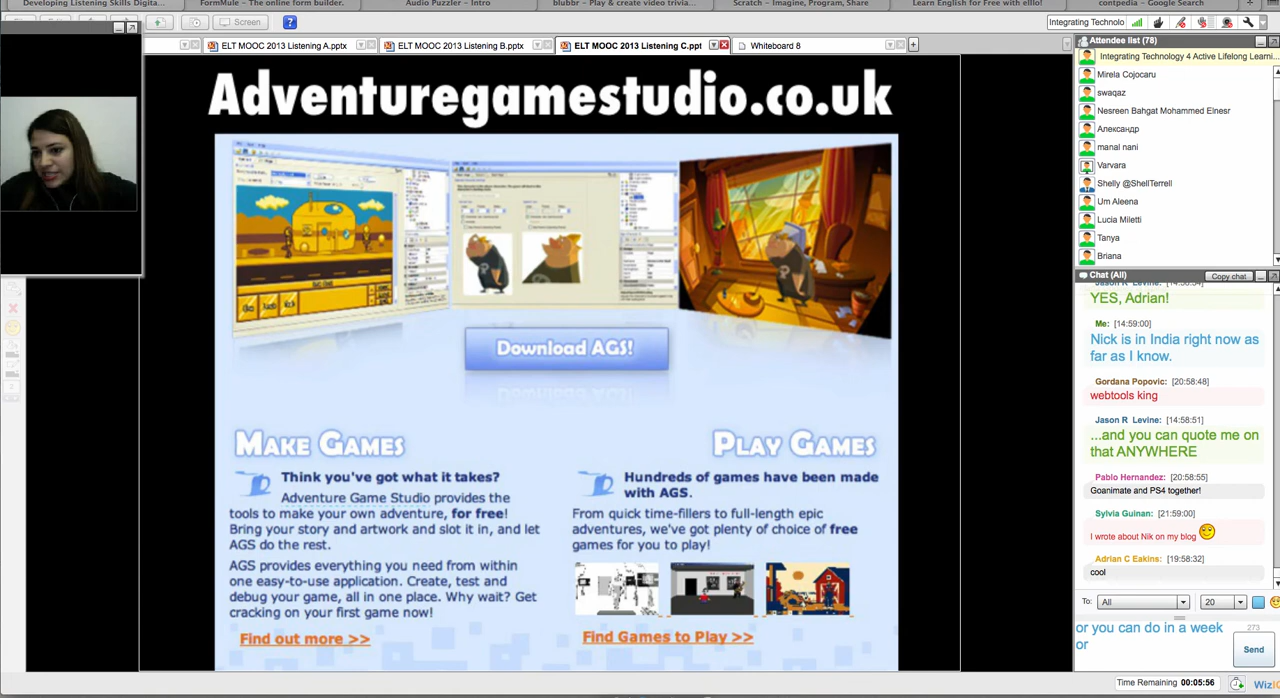 Developing Listening Skills Digita...
FormMule - The online form builder.
Audio Puzzler - Intro
blubbr - Play & create video trivia...
Scratch - Imagine, Program, Share
Learn English For Free with elllo!
contpedia - Google Search
Screen
?
Integrating Technolo
ELT MOOC 2013 Listening A.pptx
ELT MOOC 2013 Listening B.pptx
ELT MOOC 2013 Listening C.ppt
Whiteboard 8
Adventuregamestudio.co.uk
Download AGS!
MAKE GAMES
Think you've got what it takes?
Adventure Game Studio provides the
tools to make your own adventure, for free!
Bring your story and artwork and slot it in, and let
AGS do the rest.
AGS provides everything you need from within
one easy-to-use application. Create, test and
debug your game, all in one place. Why wait? Get
cracking on your first game now!
Find out more >>
PLAY GAMES
Hundreds of games have been made
with AGS.
From quick time-fillers to full-length epic
adventures, we've got plenty of choice of free
games for you to play!
Find Games to Play >>
Attendee list (78)
Integrating Technology 4 Active Lifelong Learni...
Mirela Cojocaru
swaqaz
Nesreen Bahgat Mohammed Elnesr
Александр
manal nani
Varvara
Shelly @ShellTerrell
Um Aleena
Lucia Miletti
Tanya
Briana
Chat (All)
Copy chat
Jason R Levine:
YES, Adrian!
Me: [14:59:00]
Nick is in India right now as
far as I know.
Gordana Popovic: [20:58:48]
webtools king
Jason R Levine: [14:58:51]
...and you can quote me on
that ANYWHERE
Pablo Hernandez: [20:58:55]
Goanimate and PS4 together!
Sylvia Guinan: [21:59:00]
I wrote about Nik on my blog
Adrian C Eakins: [19:58:32]
cool
To: All 20
or you can do in a week
or
273
Send
Time Remaining 00:05:56
WizIQ